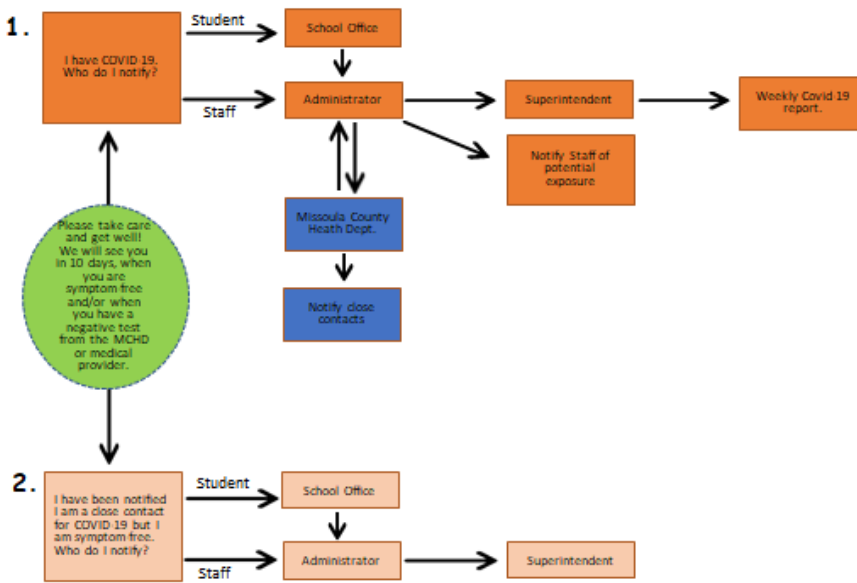 1.
Student
Staff
I have COVID-19.
Who do I notify?
School Office
Administrator
Superintendent
Weekly Covid-19
report.
Notify Staff of
potential
exposure
Missoula County
Heath Dept.
Notify close
contacts
Please take care
and get well!
We will see you
in 10 days, when
you are
symptom-free
and/or when
you have a
negative test
from the MCHD
or medical
provider.
2.
Student
Staff
I have been notified
I am a close contact
for COVID-19 but I
am symptom-free.
Who do I notify?
School Office
Administrator
Superintendent